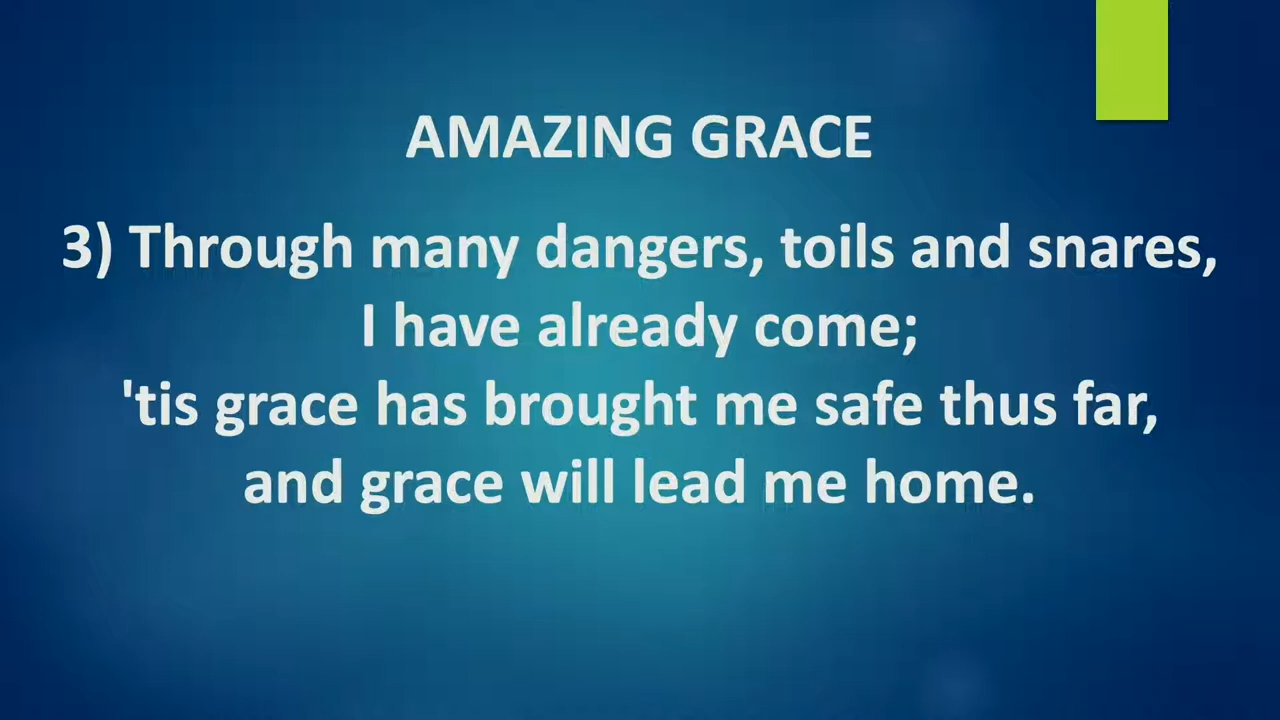 AMAZING GRACE
3) Through many dangers, toils and snares,
I have already come;
'tis grace has brought me safe thus far,
and grace will lead me home.